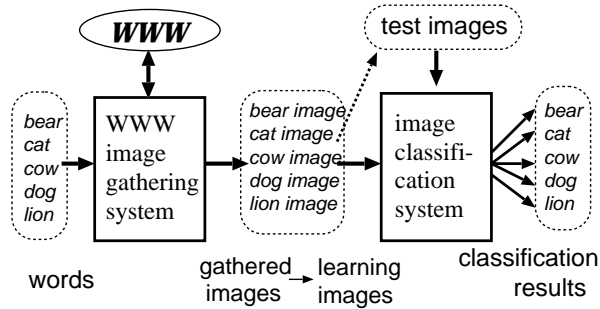 WWW
test images
bear
cat
cow
dog
lion
WWW
image
gathering
system
bear image
cat image
cow image
dog image
lion image
image
classifi-
cation
system
bear
cat
cow
dog
lion
words
gathered
images
learning
images
classification
results